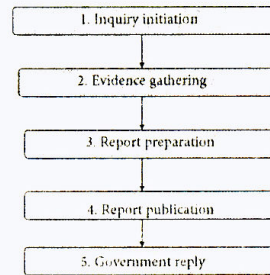 1. Inquiry initiation
2. Evidence gathering
3. Report preparation
4. Report publication
5. Government reply